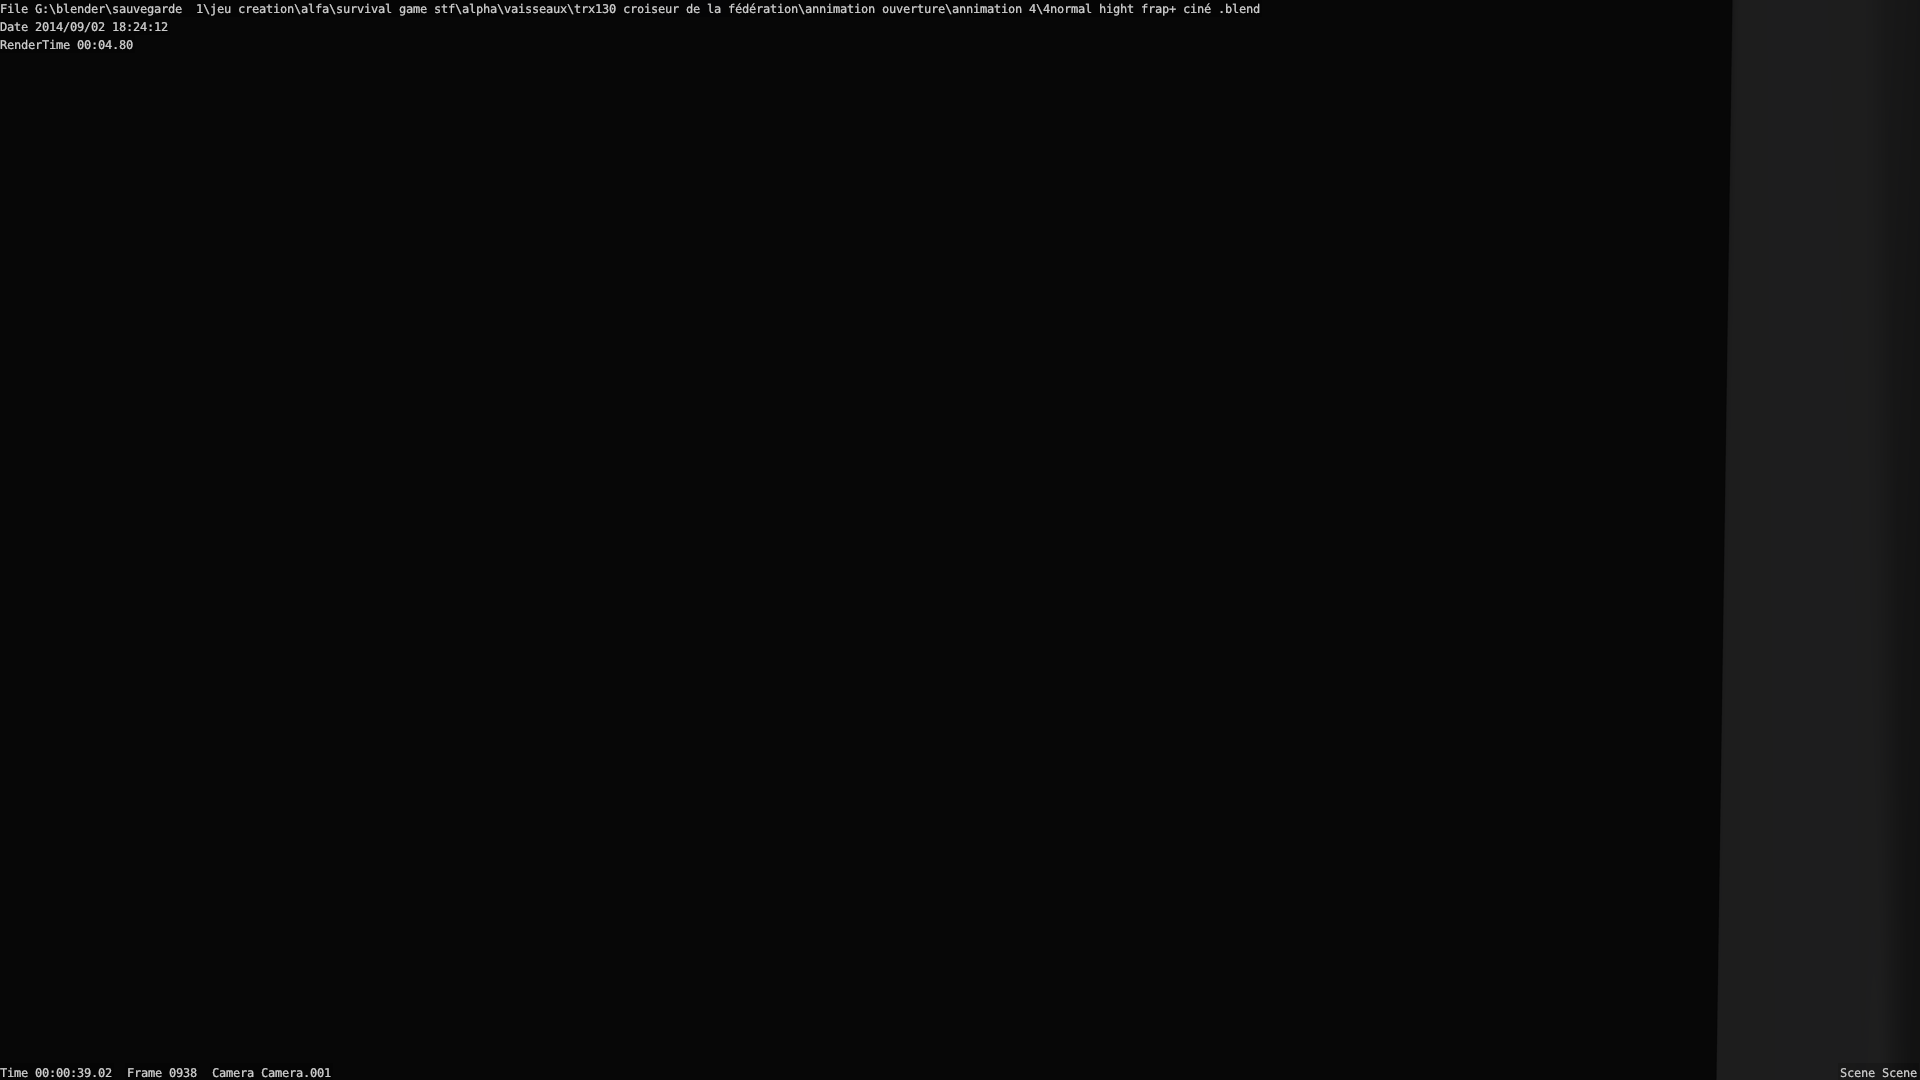 File G:\blender\sauvegarde  1\jeu creation\alfa\survival game stf\alpha\vaisseaux\trx130 croiseur de la fédération\annimation ouverture\annimation 4\4normal hight frap+ ciné .blend
Date 2014/09/02 18:24:12
RenderTime 00:04.80
Time 00:00:39.02  Frame 0938  Camera Camera.001
Scene Scene